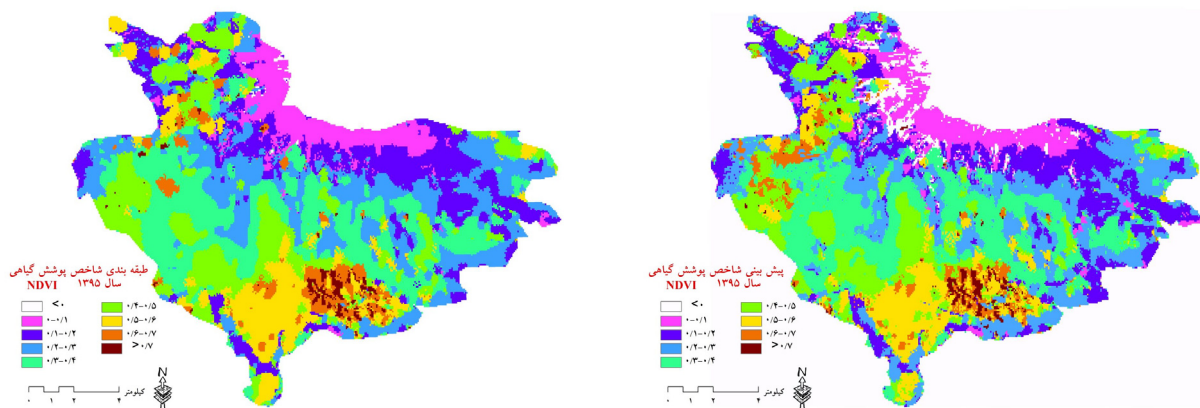 طبقه بندی شاخص پوشش گیاهی
سال ۱۳۹۵
NDVI
<۰
۰-۰/۱
۰/۱-۰/۲
۰/۲-۰/۳
۰/۳-۰/۴
۰/۴-۰/۵
۰/۵-۰/۶
۰/۶-۰/۷
>۰/۷
N
کیلومتر
۰ ۱ ۲ ۴
پیش بینی شاخص پوشش گیاهی
سال ۱۳۹۵
NDVI
<۰
۰-۰/۱
۰/۱-۰/۲
۰/۲-۰/۳
۰/۳-۰/۴
۰/۴-۰/۵
۰/۵-۰/۶
۰/۶-۰/۷
>۰/۷
N
کیلومتر
۰ ۱ ۲ ۴